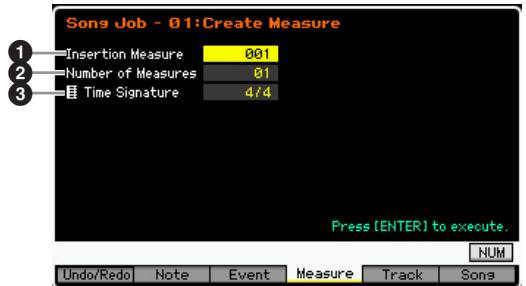 Song Job - 01:Create Measure
1 Insertion Measure 001
2 Number of Measures 01
3 Time Signature 4/4
Press [ENTER] to execute.
NUM
Undo/Redo Note Event Measure Track Song